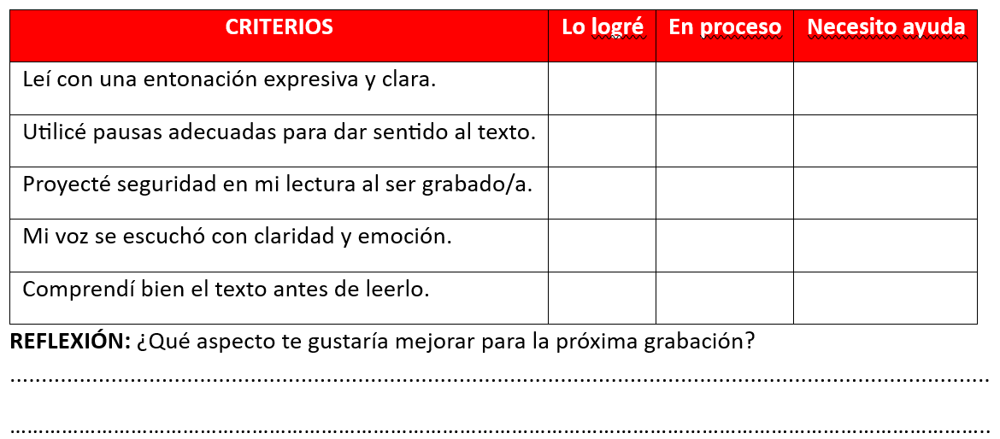 CRITERIOS Lo logré En proceso Necesito ayuda
Leí con una entonación expresiva y clara.
Utilicé pausas adecuadas para dar sentido al texto.
Proyecté seguridad en mi lectura al ser grabado/a.
Mi voz se escuchó con claridad y emoción.
Comprendí bien el texto antes de leerlo.
REFLEXIÓN: ¿Qué aspecto te gustaría mejorar para la próxima grabación?